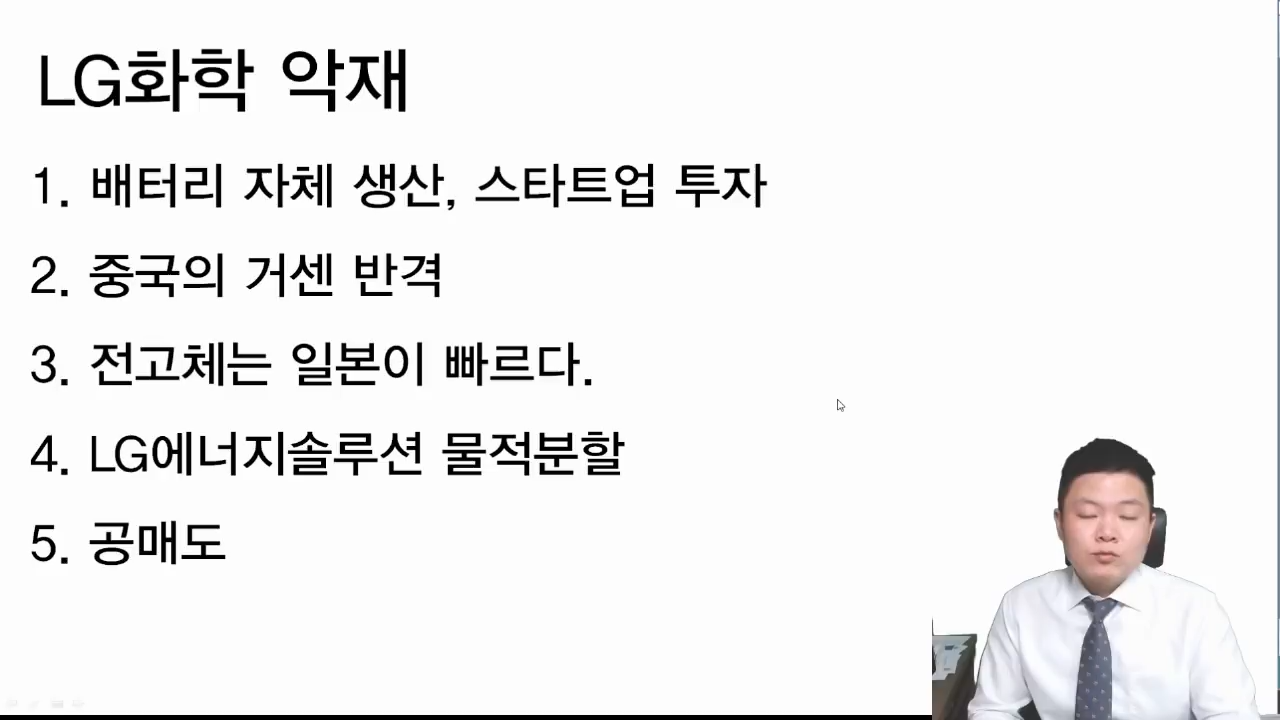 LG화학 악재
1. 배터리 자체 생산, 스타트업 투자
2. 중국의 거센 반격
3. 전고체는 일본이 빠르다.
4. LG에너지솔루션 물적분할
5. 공매도